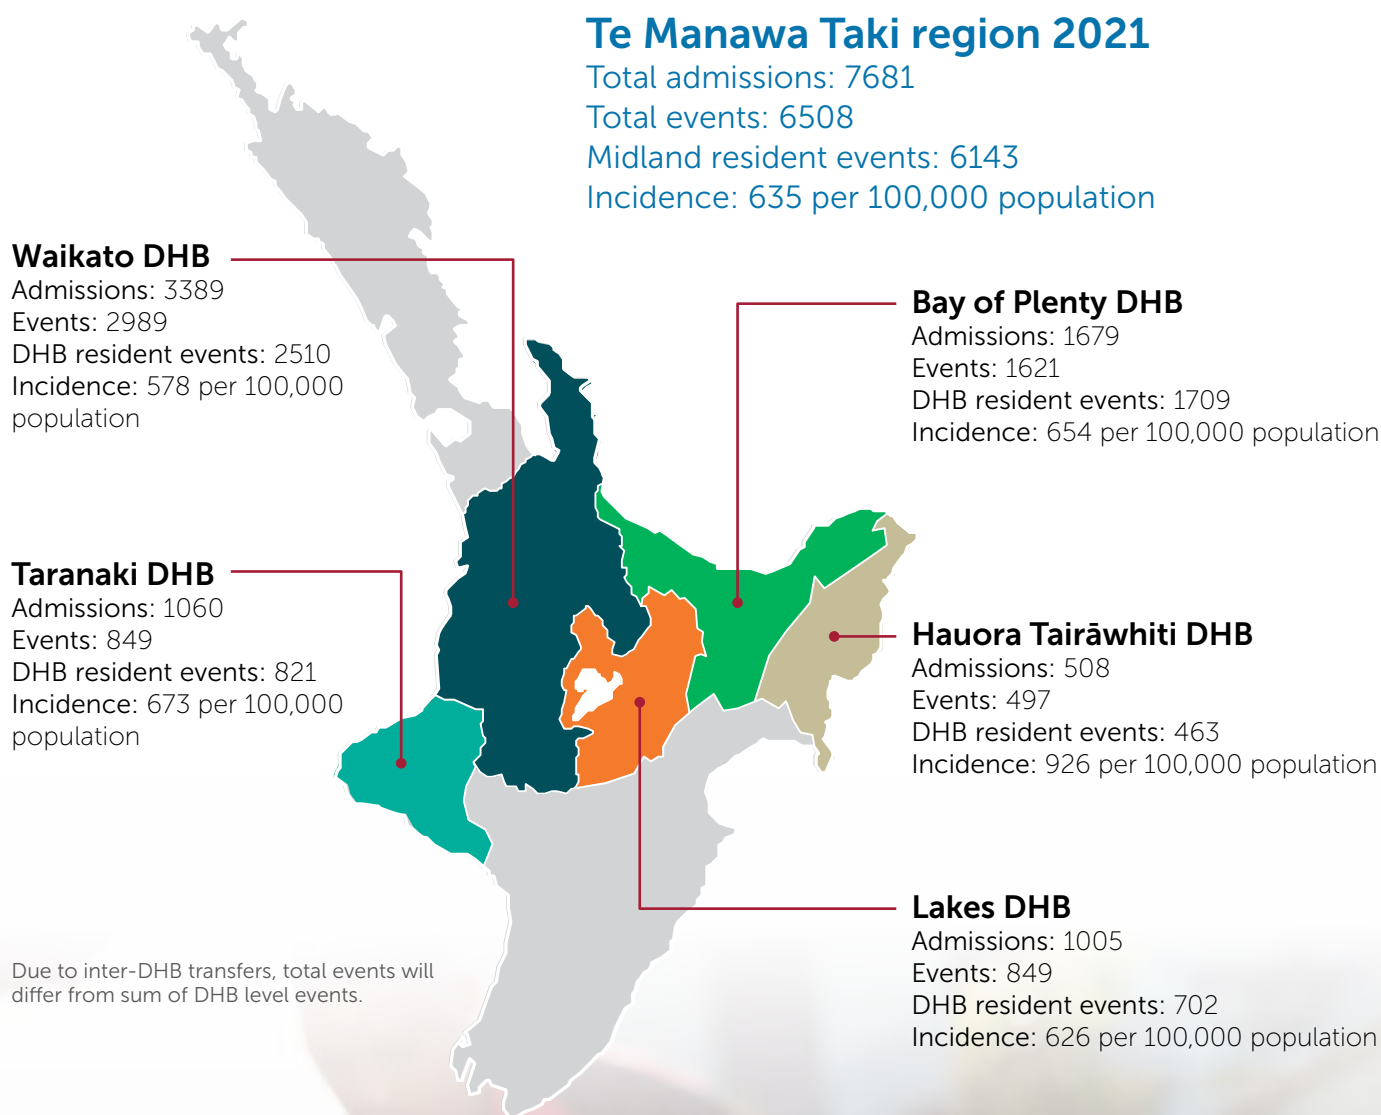 Te Manawa Taki region 2021
Total admissions: 7681
Total events: 6508
Midland resident events: 6143
Incidence: 635 per 100,000 population
Waikato DHB
Admissions: 3389
Events: 2989
DHB resident events: 2510
Incidence: 578 per 100,000
population
Bay of Plenty DHB
Admissions: 1679
Events: 1621
DHB resident events: 1709
Incidence: 654 per 100,000 population
Taranaki DHB
Admissions: 1060
Events: 849
DHB resident events: 821
Incidence: 673 per 100,000
population
Hauora Tairāwhiti DHB
Admissions: 508
Events: 497
DHB resident events: 463
Incidence: 926 per 100,000 population
Lakes DHB
Admissions: 1005
Events: 849
DHB resident events: 702
Incidence: 626 per 100,000 population
Due to inter-DHB transfers, total events will
differ from sum of DHB level events.